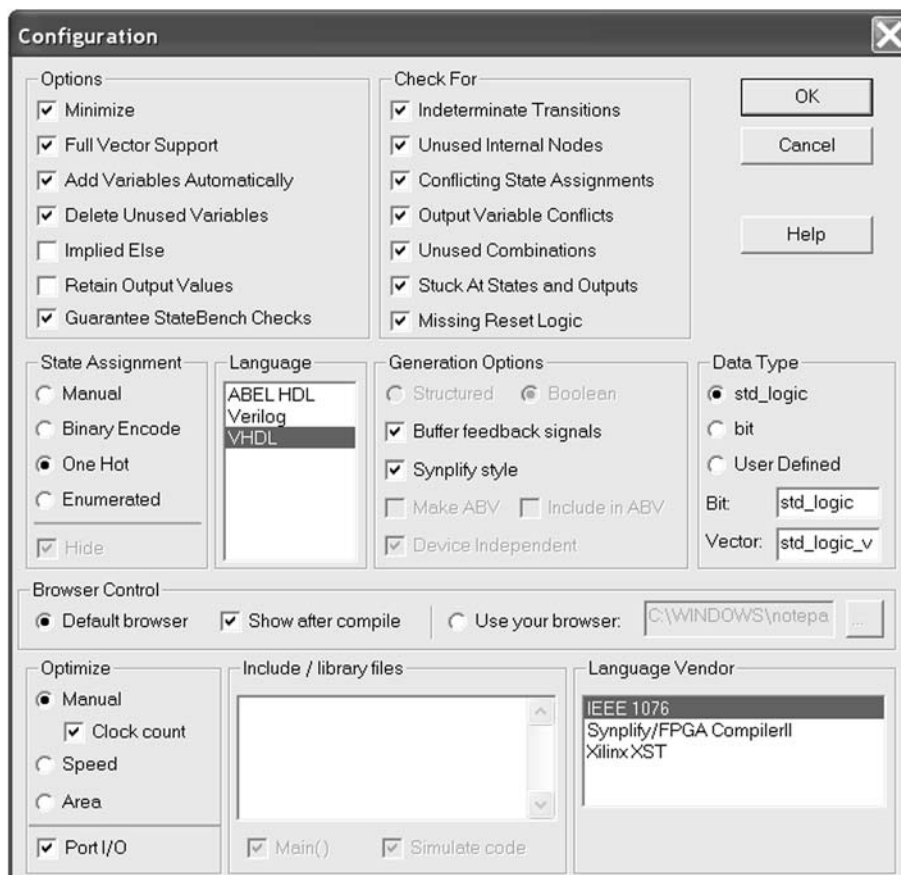 Configuration
Options
Minimize
Full Vector Support
Add Variables Automatically
Delete Unused Variables
Implied Else
Retain Output Values
Guarantee StateBench Checks
Check For
Indeterminate Transitions
Unused Internal Nodes
Conflicting State Assignments
Output Variable Conflicts
Unused Combinations
Stuck At States and Outputs
Missing Reset Logic
OK
Cancel
Help
State Assignment
Manual
Binary Encode
One Hot
Enumerated
Hide
Language
ABEL HDL
Verilog
VHDL
Generation Options
Structured Boolean
Buffer feedback signals
Synplify style
Make ABV Include in ABV
Device Independent
Data Type
std_logic
bit
User Defined
Bit: std_logic
Vector: std_logic_v
Browser Control
Default browser Show after compile Use your browser: C:\WINDOWS\notepa ...
Optimize
Manual
Clock count
Speed
Area
Port I/O
Include / library files
Main() Simulate code
Language Vendor
IEEE 1076
Synplify/FPGA CompilerII
Xilinx XST